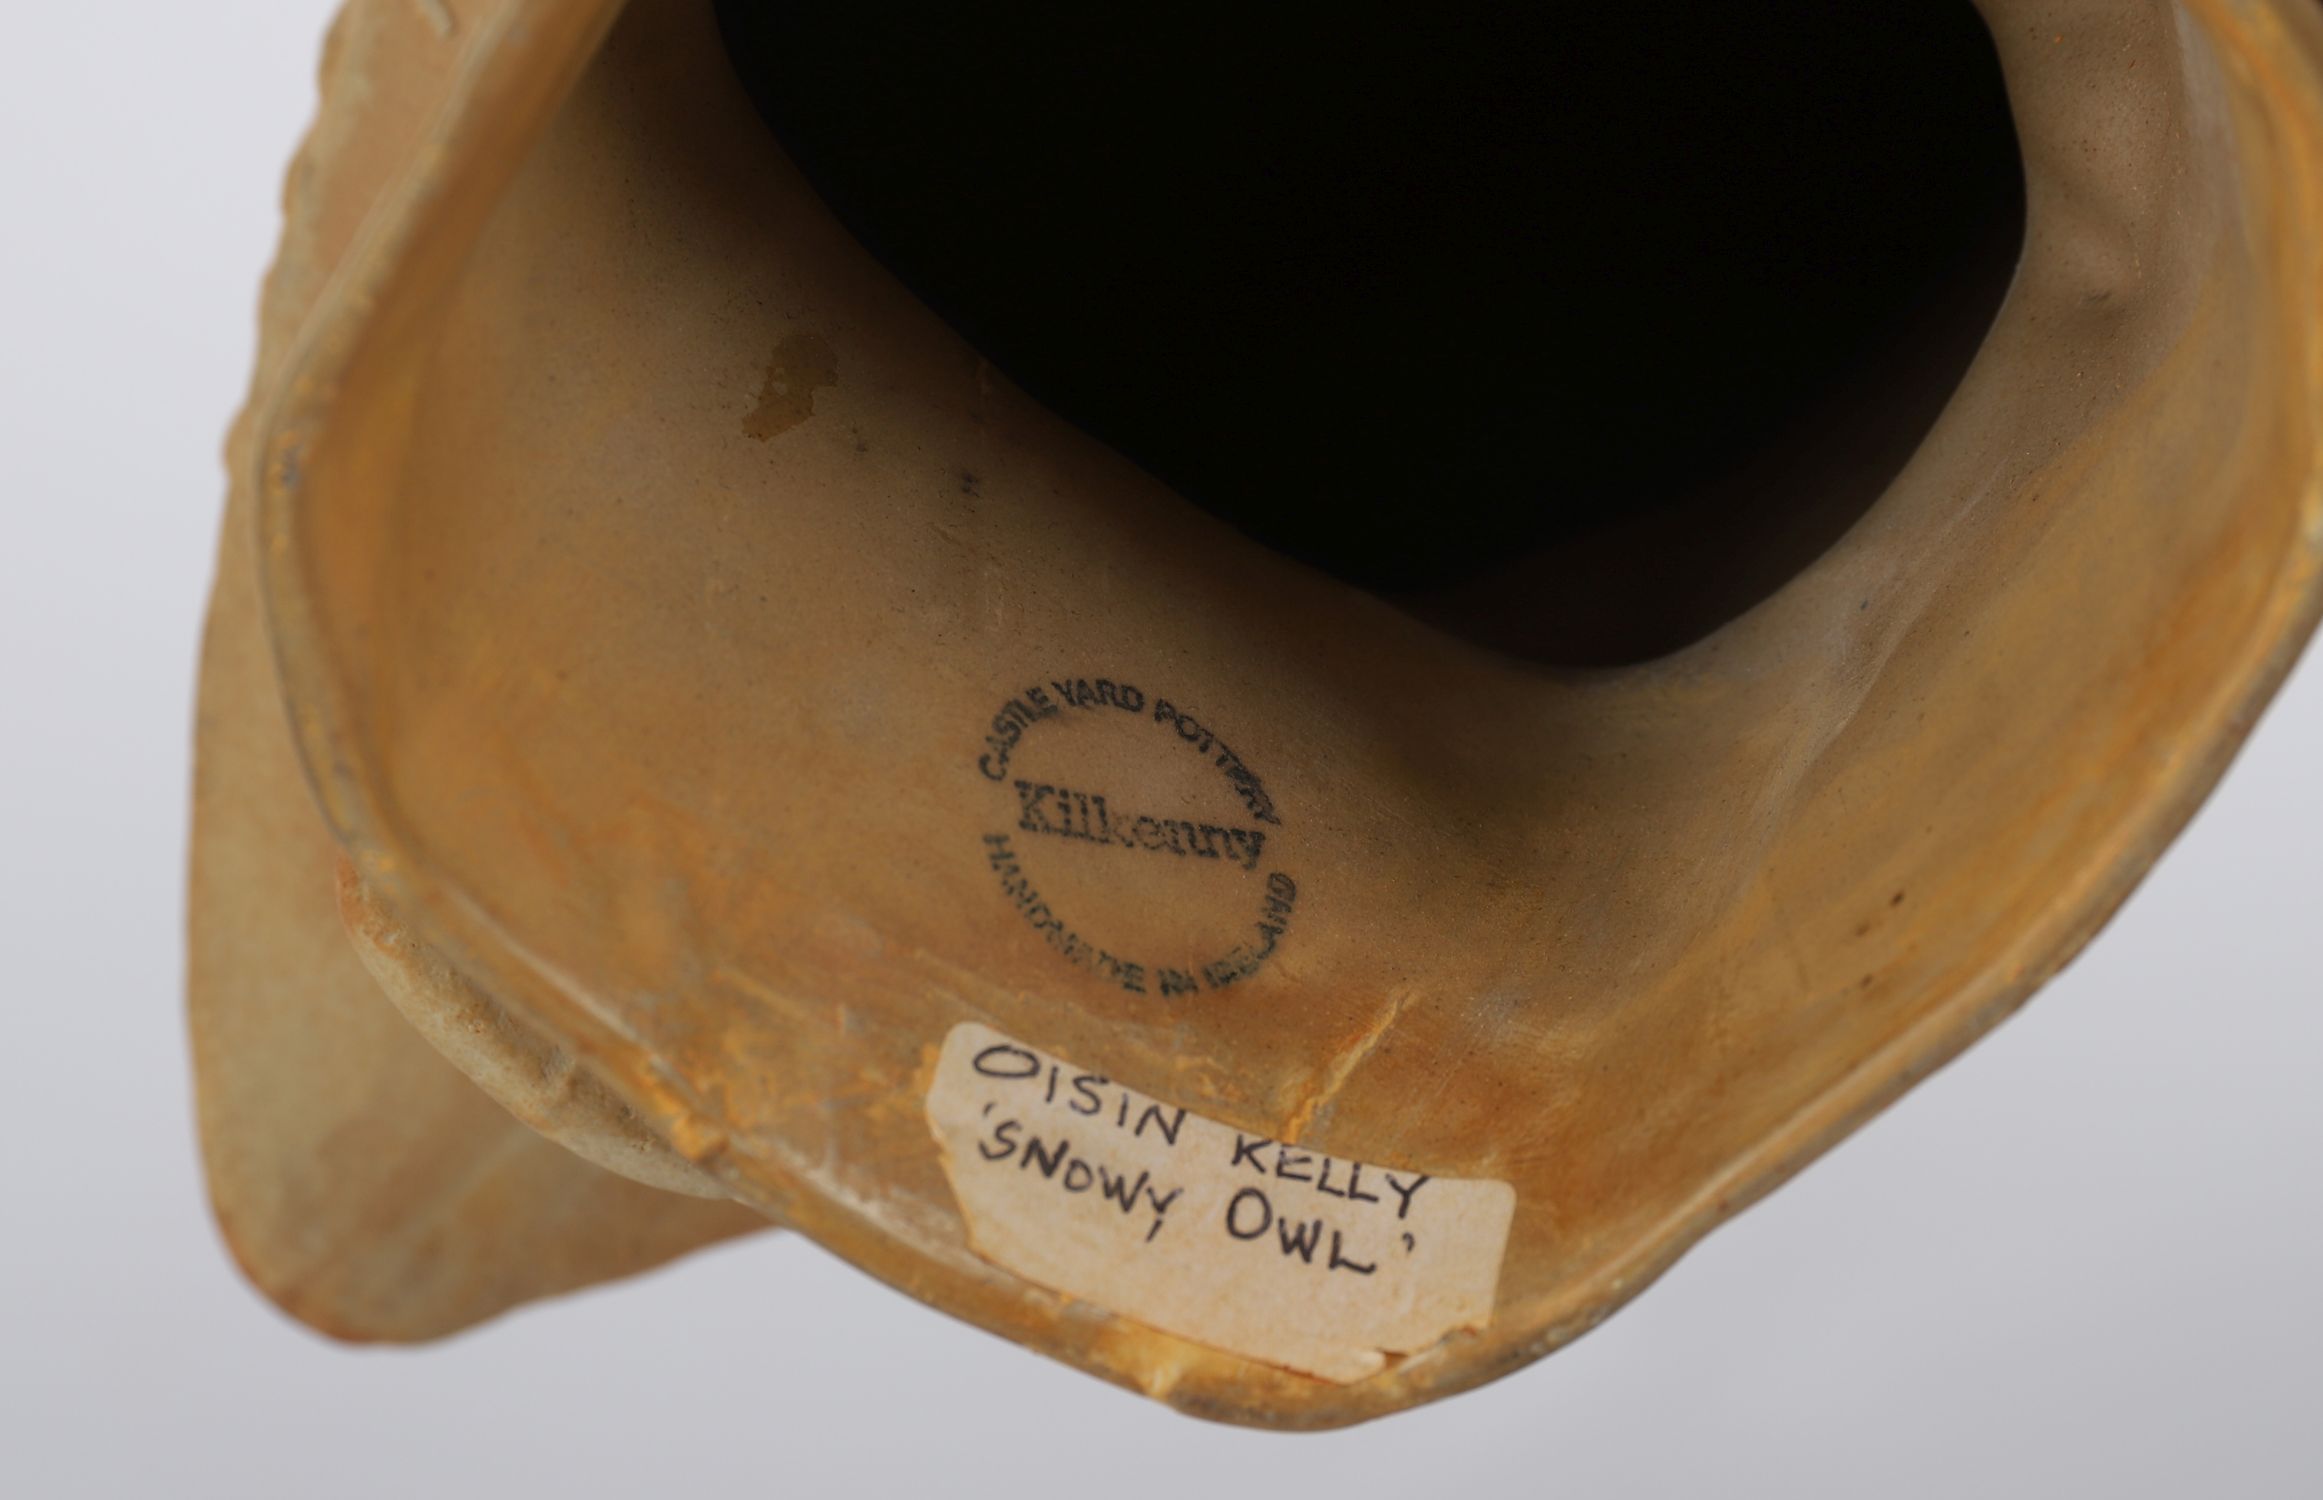 CASTLE YARD POTTERY
Kilkenny
HANDMADE IN IRELAND
OISIN KELLY
'SNOWY OWL'